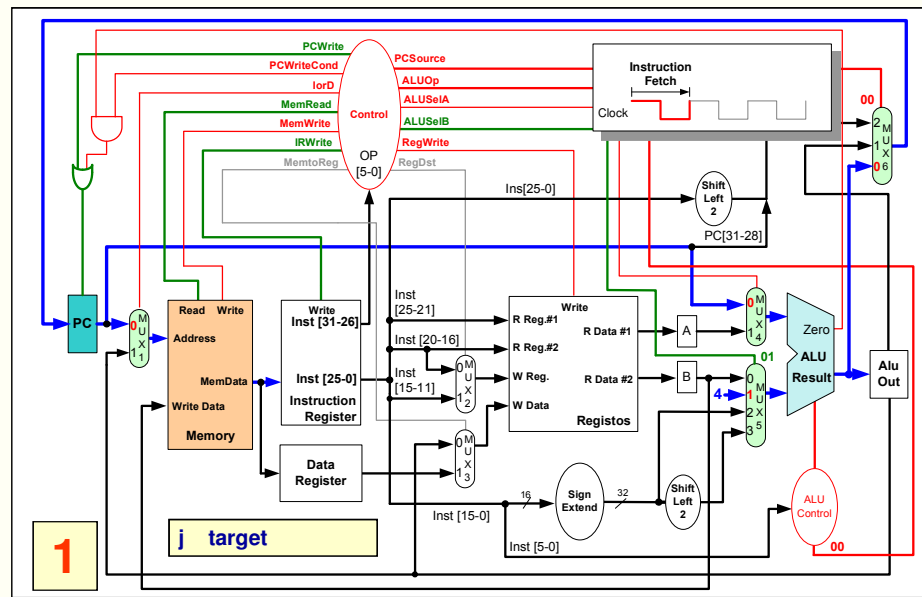 PCWrite
PCWriteCond
IorD
MemRead
MemWrite
IRWrite
MemtoReg
Control
OP
[5-0]
PCSource
ALUOp
ALUSelA
ALUSelB
RegWrite
RegDst
Instruction
Fetch
Clock
00
2
1
0
M
U
X
6
Ins[25-0]
Shift
Left
2
PC[31-28]
PC
0
1
M
U
X
1
Read Write
Address
MemData
Write Data
Memory
Write
Inst [31-26]
Inst [25-0]
Instruction
Register
Data
Register
Inst
[25-21]
Inst [20-16]
Inst
[15-11]
0
1
M
U
X
2
0
1
M
U
X
3
Write
R Reg.#1
R Reg.#2
W Reg.
W Data
R Data #1
R Data #2
Registos
A
B
0
1
M
U
X
4
01
4
0
1
2
3
M
U
X
5
Zero
ALU
Result
Alu
Out
16
Sign
Extend
32
Shift
Left
2
Inst [15-0]
Inst [5-0]
ALU
Control
00
1
j target